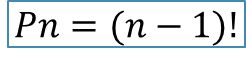 Pn = (n − 1)!